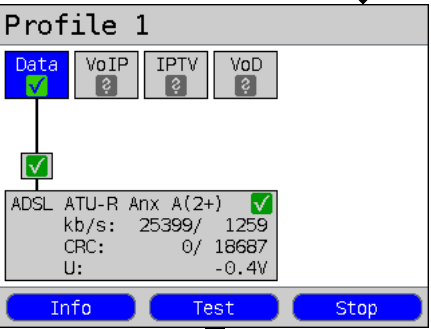 Profile 1
Data VoIP IPTV VoD
? ? ?
ADSL ATU-R Anx A(2+)
kb/s: 25399/ 1259
CRC: 0/ 18687
U: -0.4V
Info Test Stop